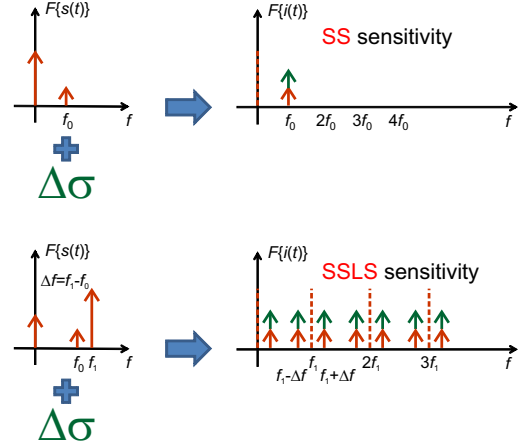 F{s(t)}
f₀
f
+
Δσ
F{i(t)}
SS sensitivity
f₀ 2f₀ 3f₀ 4f₀
f
F{s(t)}
Δf=f₁-f₀
f₀ f₁
f
+
Δσ
F{i(t)}
SSLS sensitivity
f₁ 2f₁ 3f₁
f
f₁-Δf f₁+Δf